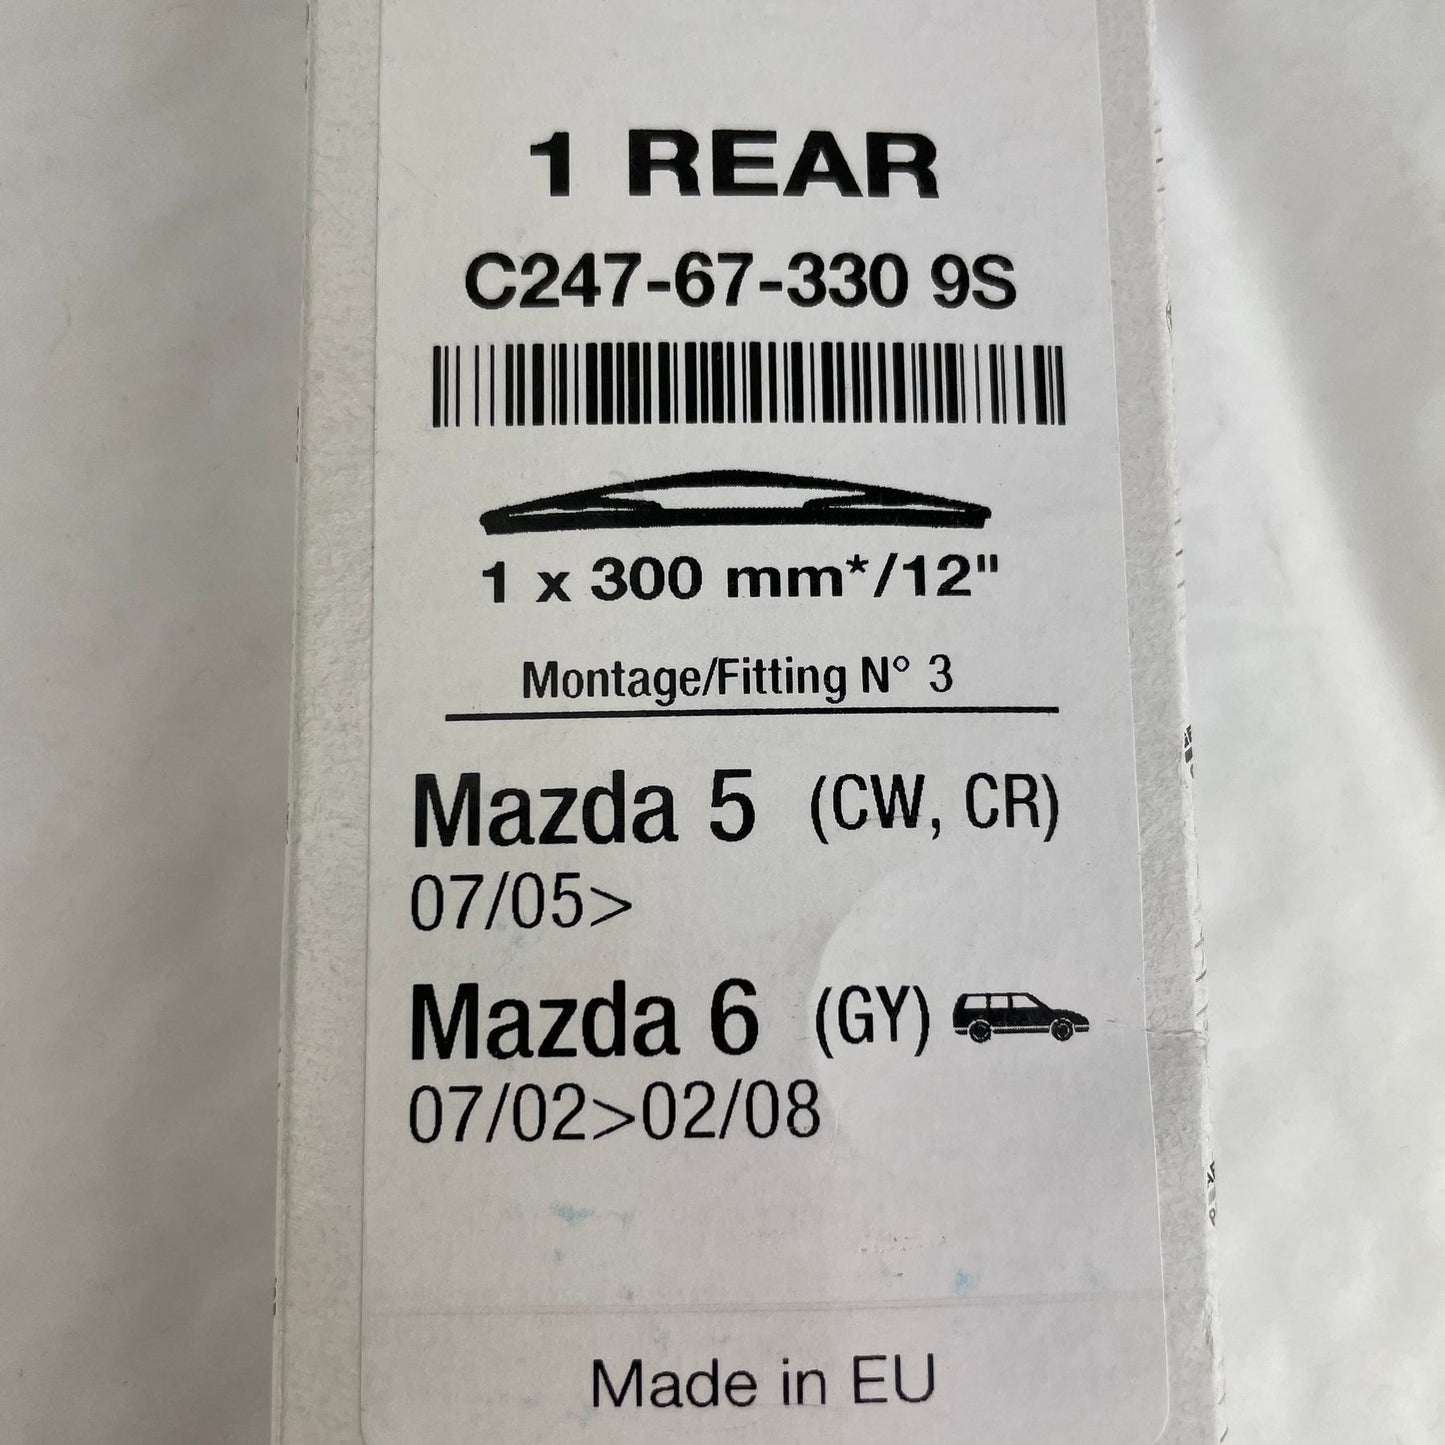 1 REAR
C247-67-330 9S
1 x 300 mm*/12"
Montage/Fitting N° 3
Mazda 5 (CW, CR)
07/05>
Mazda 6 (GY)
07/02>02/08
Made in EU